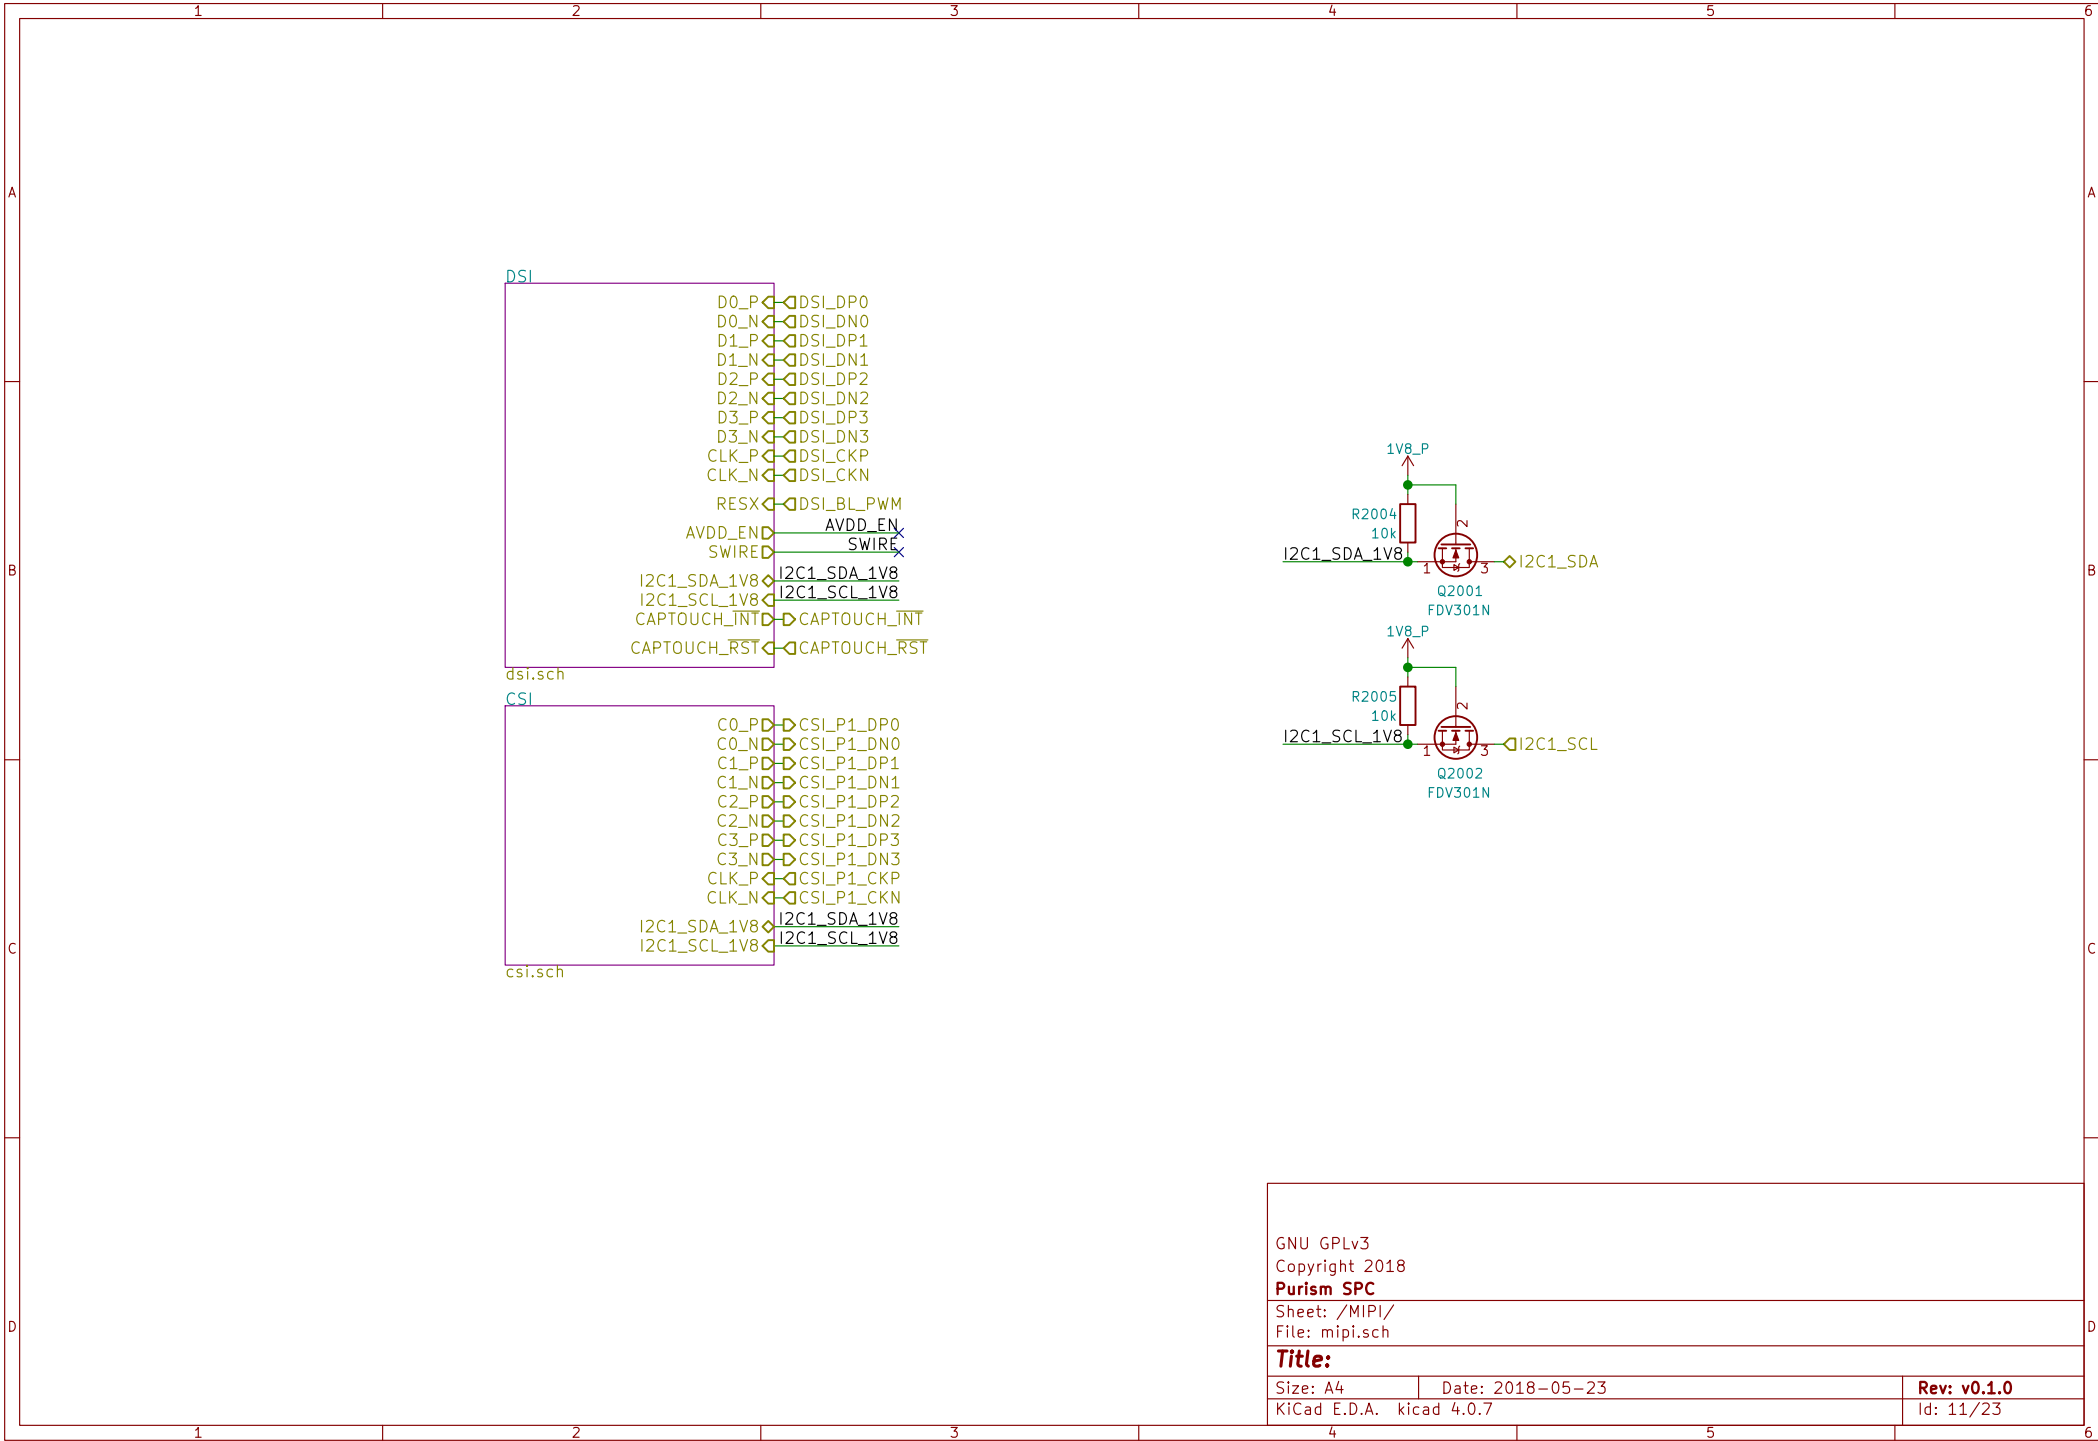 1 2 3 4 5 6
A A
B B
C C
D D
DSI
D0_P DSI_DP0
D0_N DSI_DN0
D1_P DSI_DP1
D1_N DSI_DN1
D2_P DSI_DP2
D2_N DSI_DN2
D3_P DSI_DP3
D3_N DSI_DN3
CLK_P DSI_CKP
CLK_N DSI_CKN
RESX DSI_BL_PWM
AVDD_EN AVDD_EN
SWIRE SWIRE
I2C1_SDA_1V8 I2C1_SDA_1V8
I2C1_SCL_1V8 I2C1_SCL_1V8
CAPTOUCH_INT CAPTOUCH_INT
CAPTOUCH_RST CAPTOUCH_RST
dsi.sch
CSI
C0_P CSI_P1_DP0
C0_N CSI_P1_DN0
C1_P CSI_P1_DP1
C1_N CSI_P1_DN1
C2_P CSI_P1_DP2
C2_N CSI_P1_DN2
C3_P CSI_P1_DP3
C3_N CSI_P1_DN3
CLK_P CSI_P1_CKP
CLK_N CSI_P1_CKN
I2C1_SDA_1V8 I2C1_SDA_1V8
I2C1_SCL_1V8 I2C1_SCL_1V8
csi.sch
1V8_P
R2004
10k
2
I2C1_SDA_1V8 1 3 I2C1_SDA
Q2001
FDV301N
1V8_P
R2005
10k
2
I2C1_SCL_1V8 1 3 I2C1_SCL
Q2002
FDV301N
GNU GPLv3
Copyright 2018
Purism SPC
Sheet: /MIPI/
File: mipi.sch
Title:
Size: A4 Date: 2018-05-23 Rev: v0.1.0
KiCad E.D.A. kicad 4.0.7 Id: 11/23
1 2 3 4 5 6